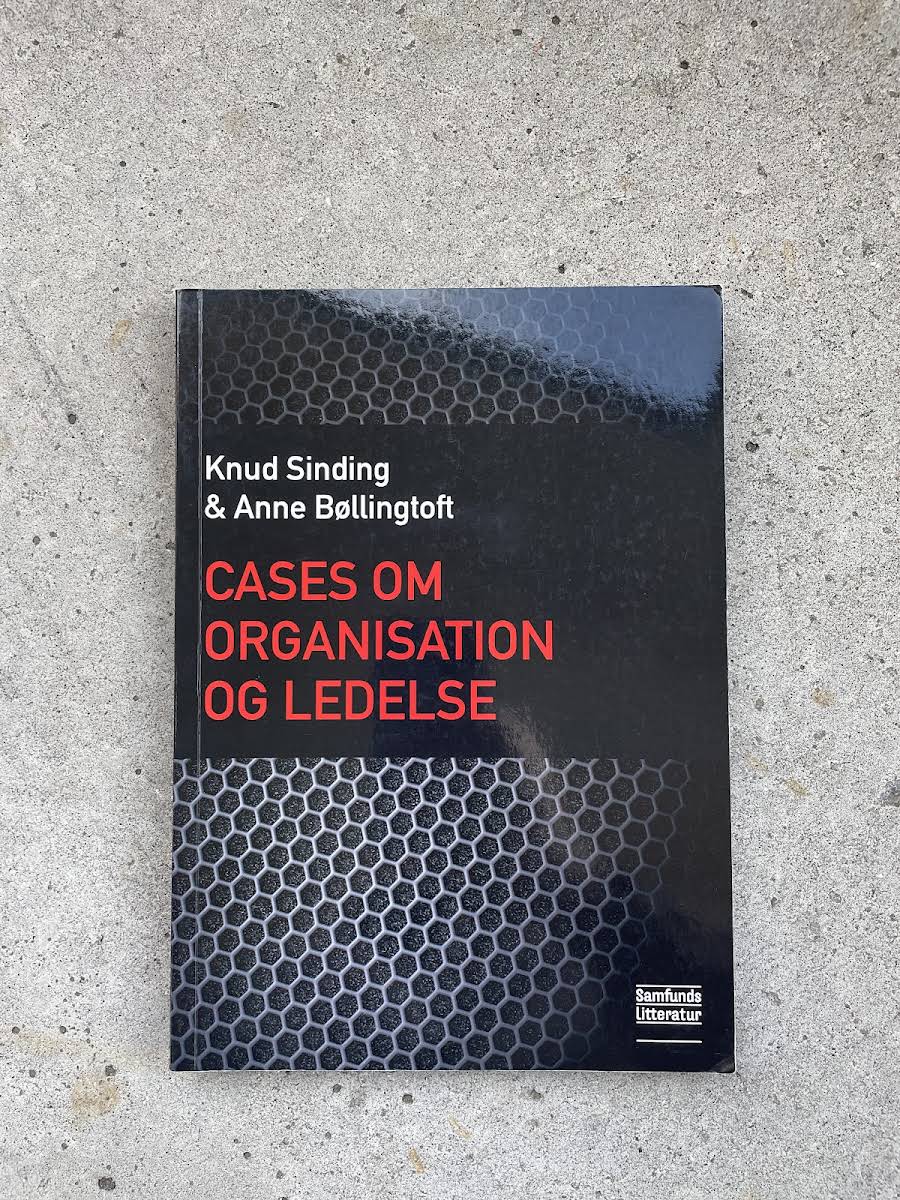 Knud Sinding
& Anne Bøllingtoft
CASES OM
ORGANISATION
OG LEDELSE
Samfunds
litteratur